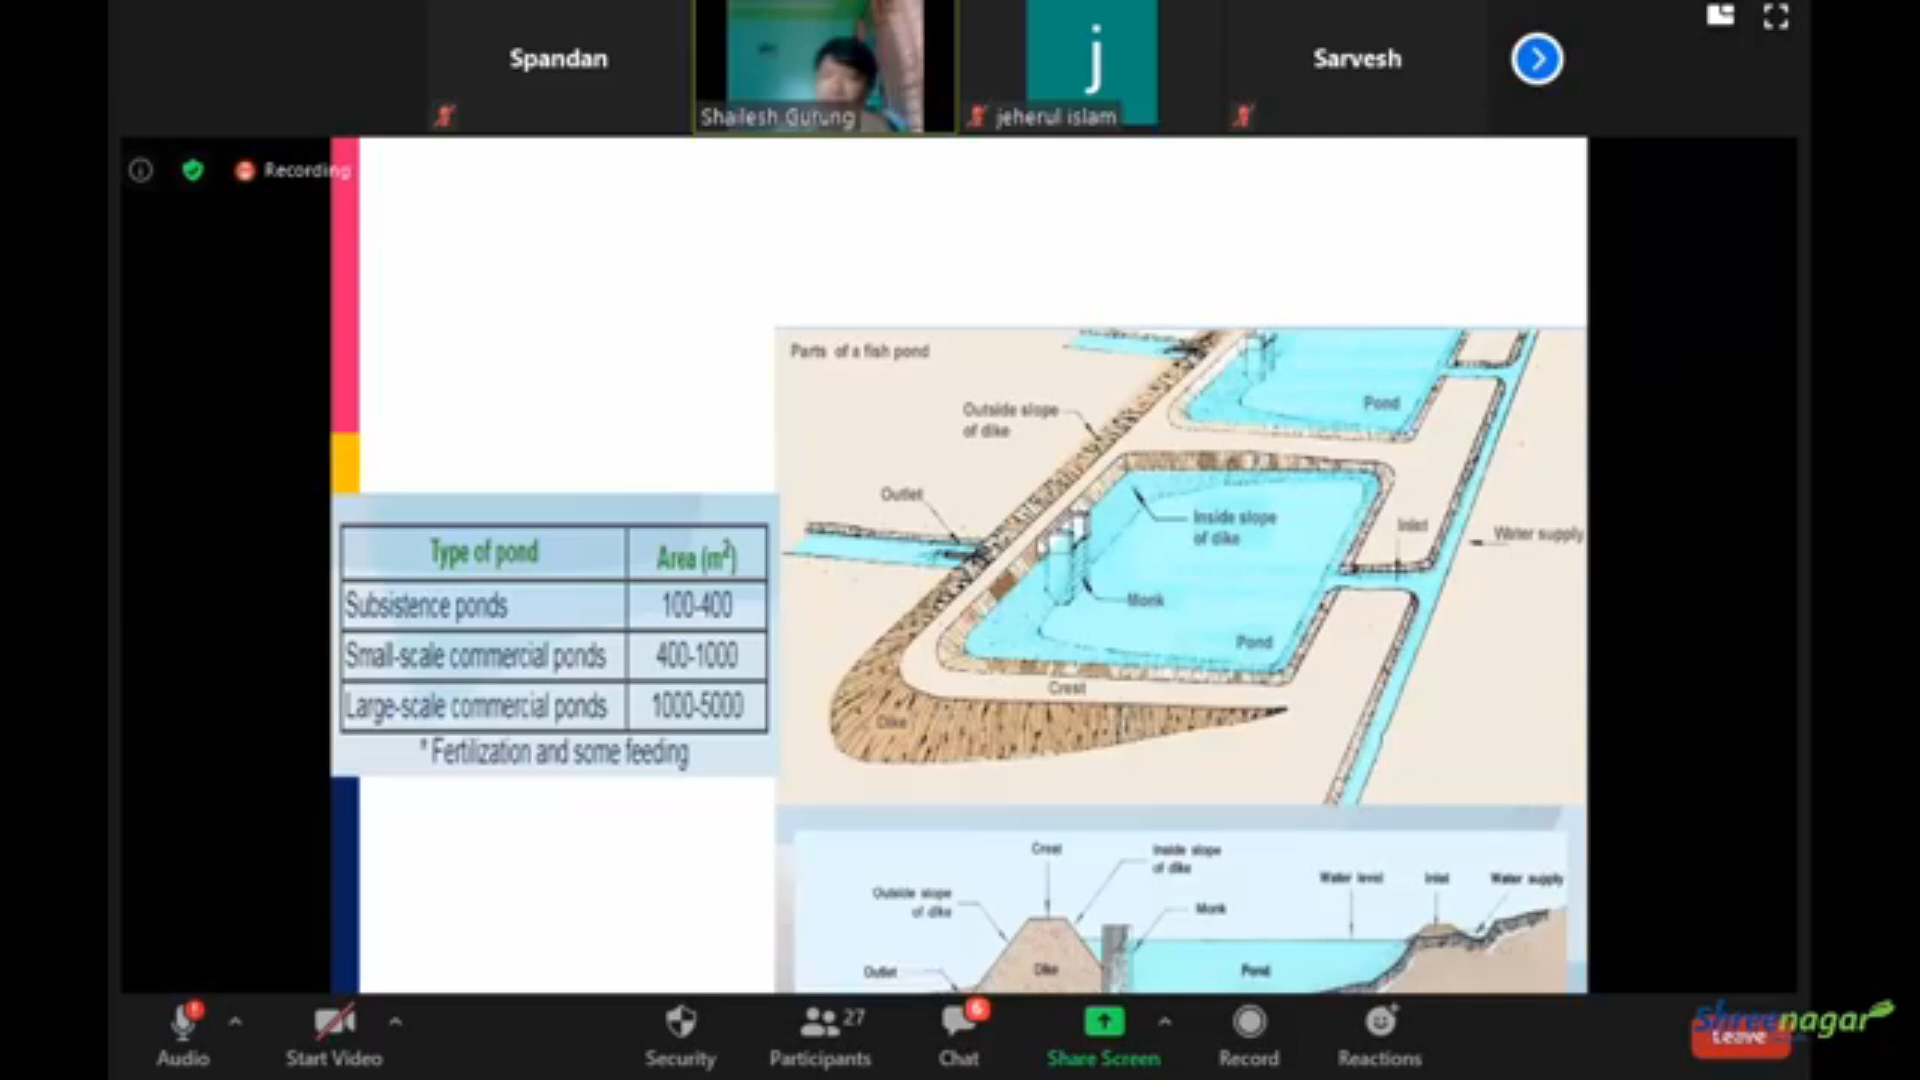 Spandan
Shailesh Gurung
j
jeherul islam
Sarvesh
Recording
Parts of a fish pond
Outside slope
of dike
Pond
Outlet
Inside slope
of dike
Inlet
Water supply
Monk
Pond
Crest
Dike
Type of pond
Area (m²)
Subsistence ponds
100-400
Small-scale commercial ponds
400-1000
Large-scale commercial ponds
1000-5000
* Fertilization and some feeding
Crest
Inside slope
of dike
Outside slope
of dike
Monk
Water level
Inlet
Water supply
Outlet
Dike
Pond
Audio
Start Video
Security
27
Participants
6
Chat
Share Screen
Record
Reactions
Shreenagar
Leave